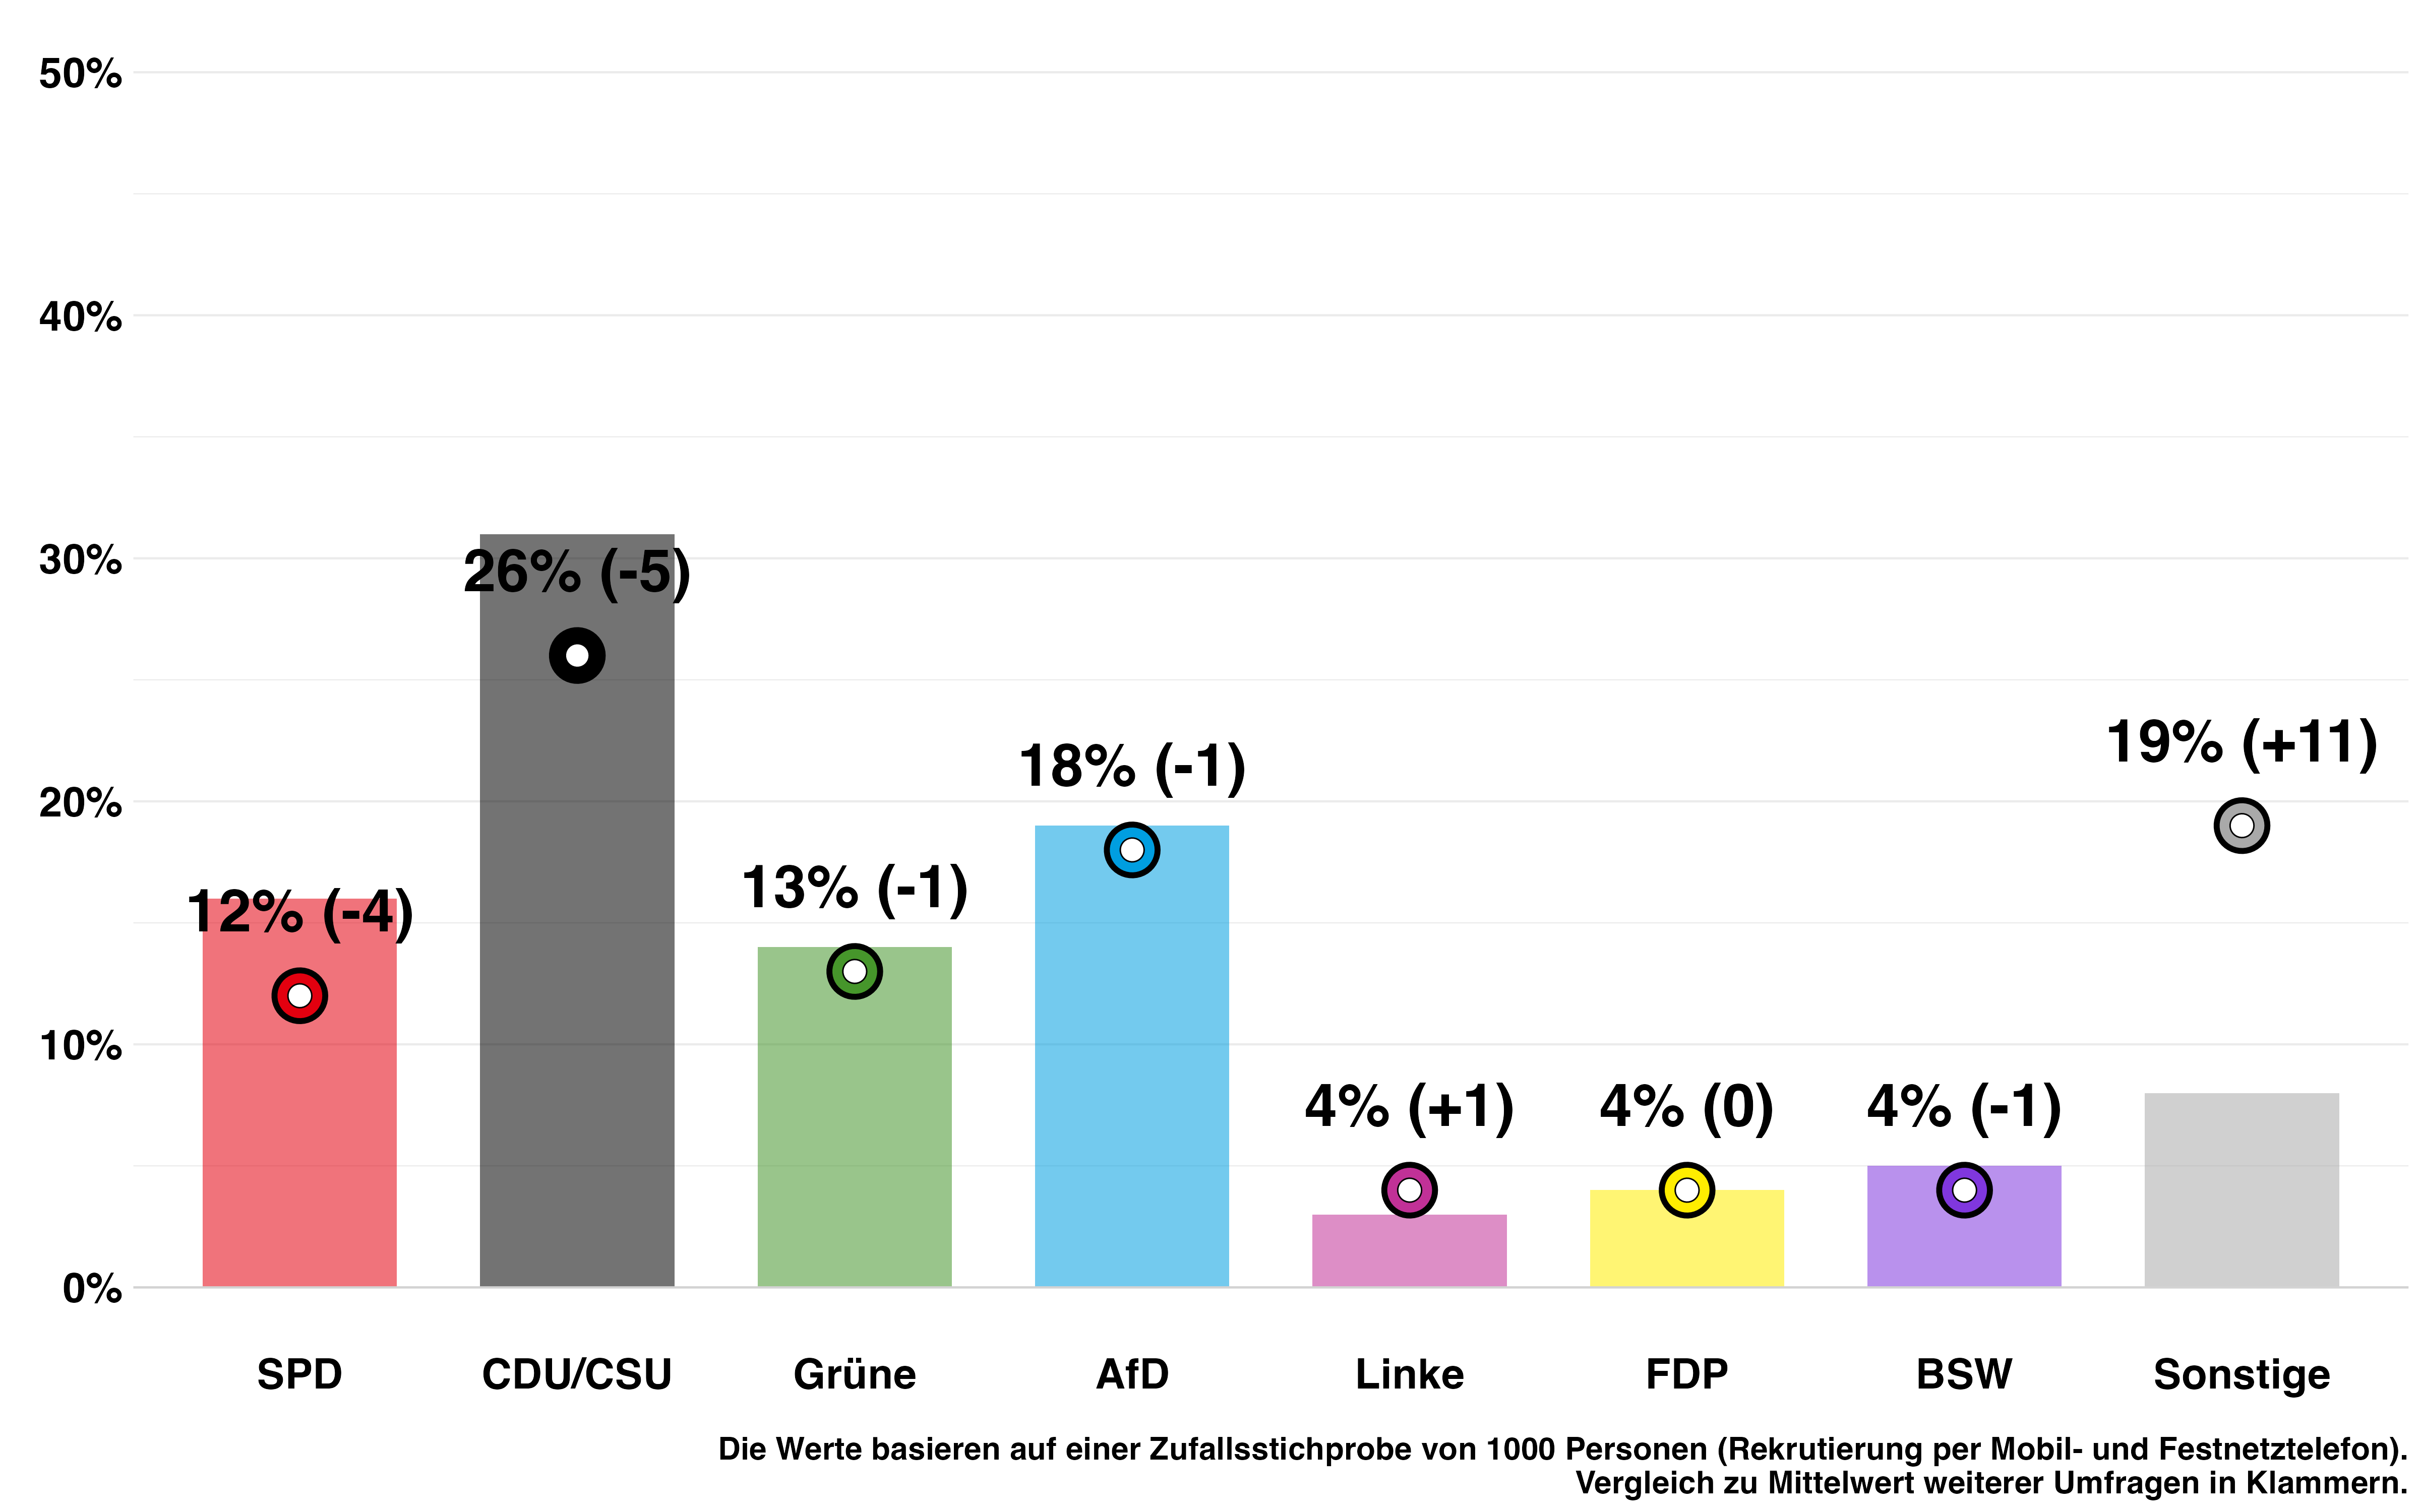 50%
40%
30%
20%
10%
0%
12% (-4)
26% (-5)
13% (-1)
18% (-1)
4% (+1)
4% (0)
4% (-1)
19% (+11)
SPD
CDU/CSU
Grüne
AfD
Linke
FDP
BSW
Sonstige
Die Werte basieren auf einer Zufallsstichprobe von 1000 Personen (Rekrutierung per Mobil- und Festnetztelefon).
Vergleich zu Mittelwert weiterer Umfragen in Klammern.